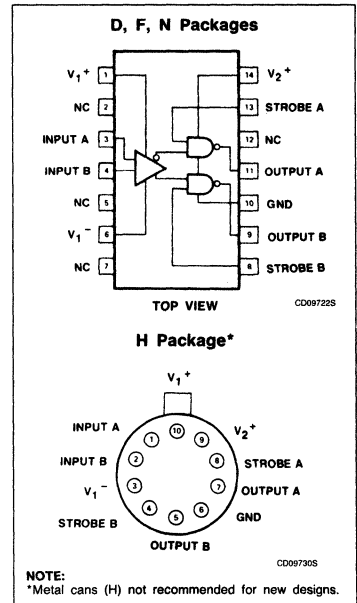 D, F, N Packages
V1+ 1 14 V2+
NC 2 13 STROBE A
INPUT A 3 12 NC
INPUT B 4 11 OUTPUT A
NC 5 10 GND
V1− 6 9 OUTPUT B
NC 7 8 STROBE B
TOP VIEW
CD09722S
H Package*
V1+
INPUT A 1 10 9 V2+
INPUT B 2 8 STROBE A
V1− 3 7 OUTPUT A
STROBE B 4 5 6 GND
OUTPUT B
CD09730S
NOTE:
*Metal cans (H) not recommended for new designs.